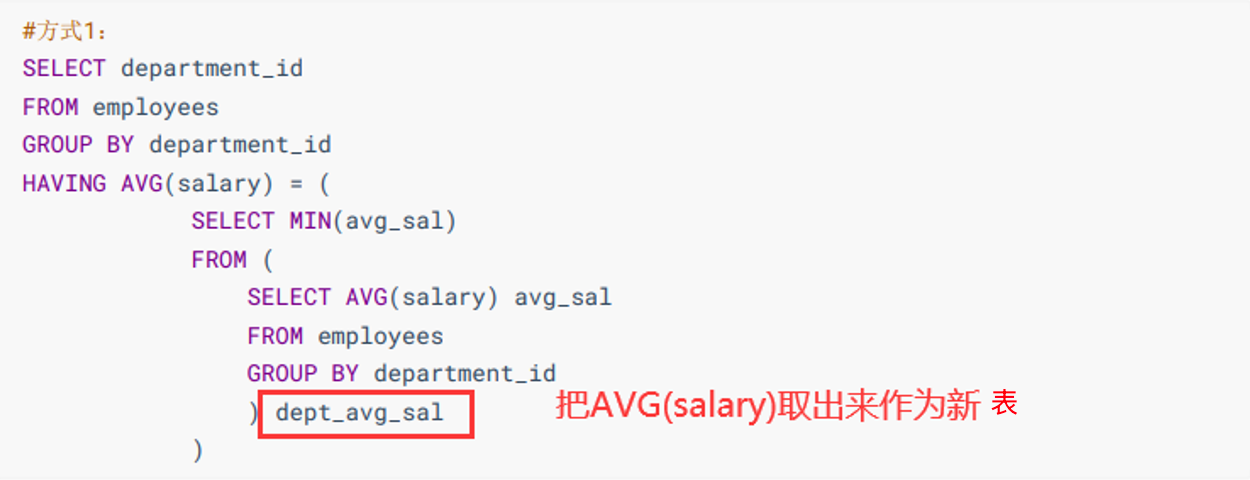 #方式1：
SELECT department_id
FROM employees
GROUP BY department_id
HAVING AVG(salary) = (
SELECT MIN(avg_sal)
FROM (
SELECT AVG(salary) avg_sal
FROM employees
GROUP BY department_id
) dept_avg_sal 把AVG(salary)取出来作为新 表
)